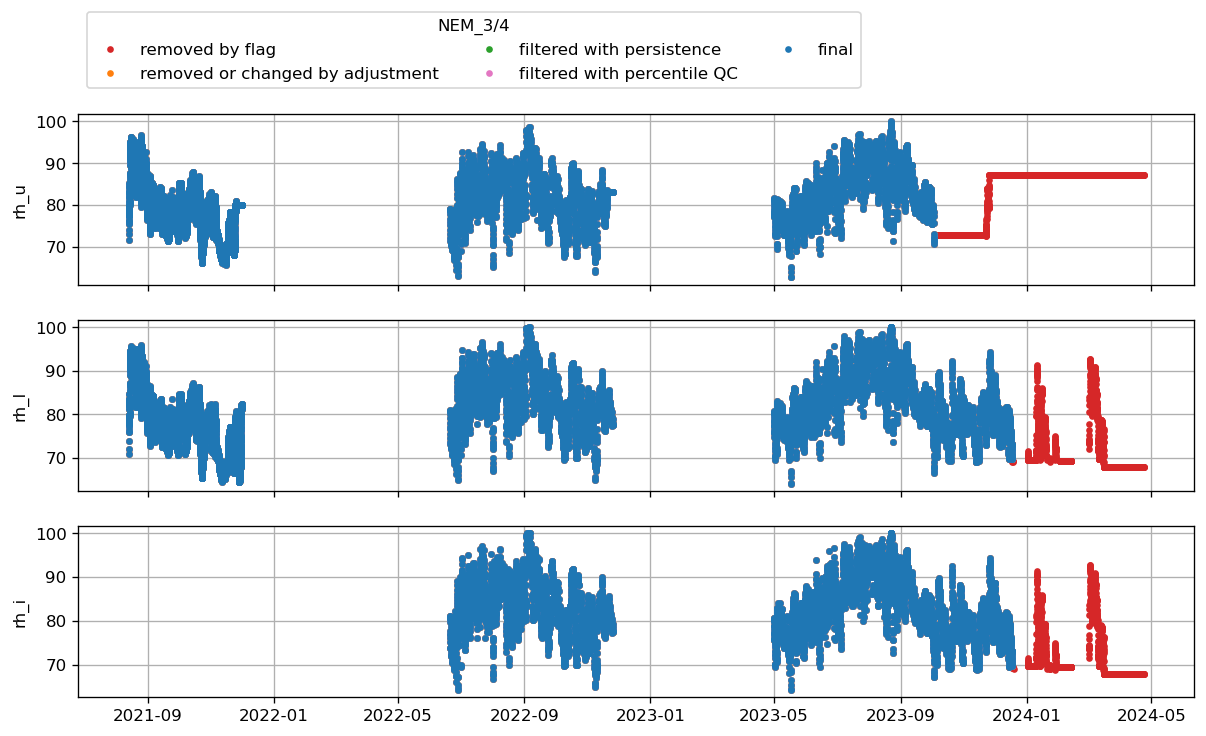 NEM_3/4
removed by flag
removed or changed by adjustment
filtered with persistence
filtered with percentile QC
final
rh_u
100
90
80
70
rh_l
100
90
80
70
rh_i
100
90
80
70
2021-09 2022-01 2022-05 2022-09 2023-01 2023-05 2023-09 2024-01 2024-05